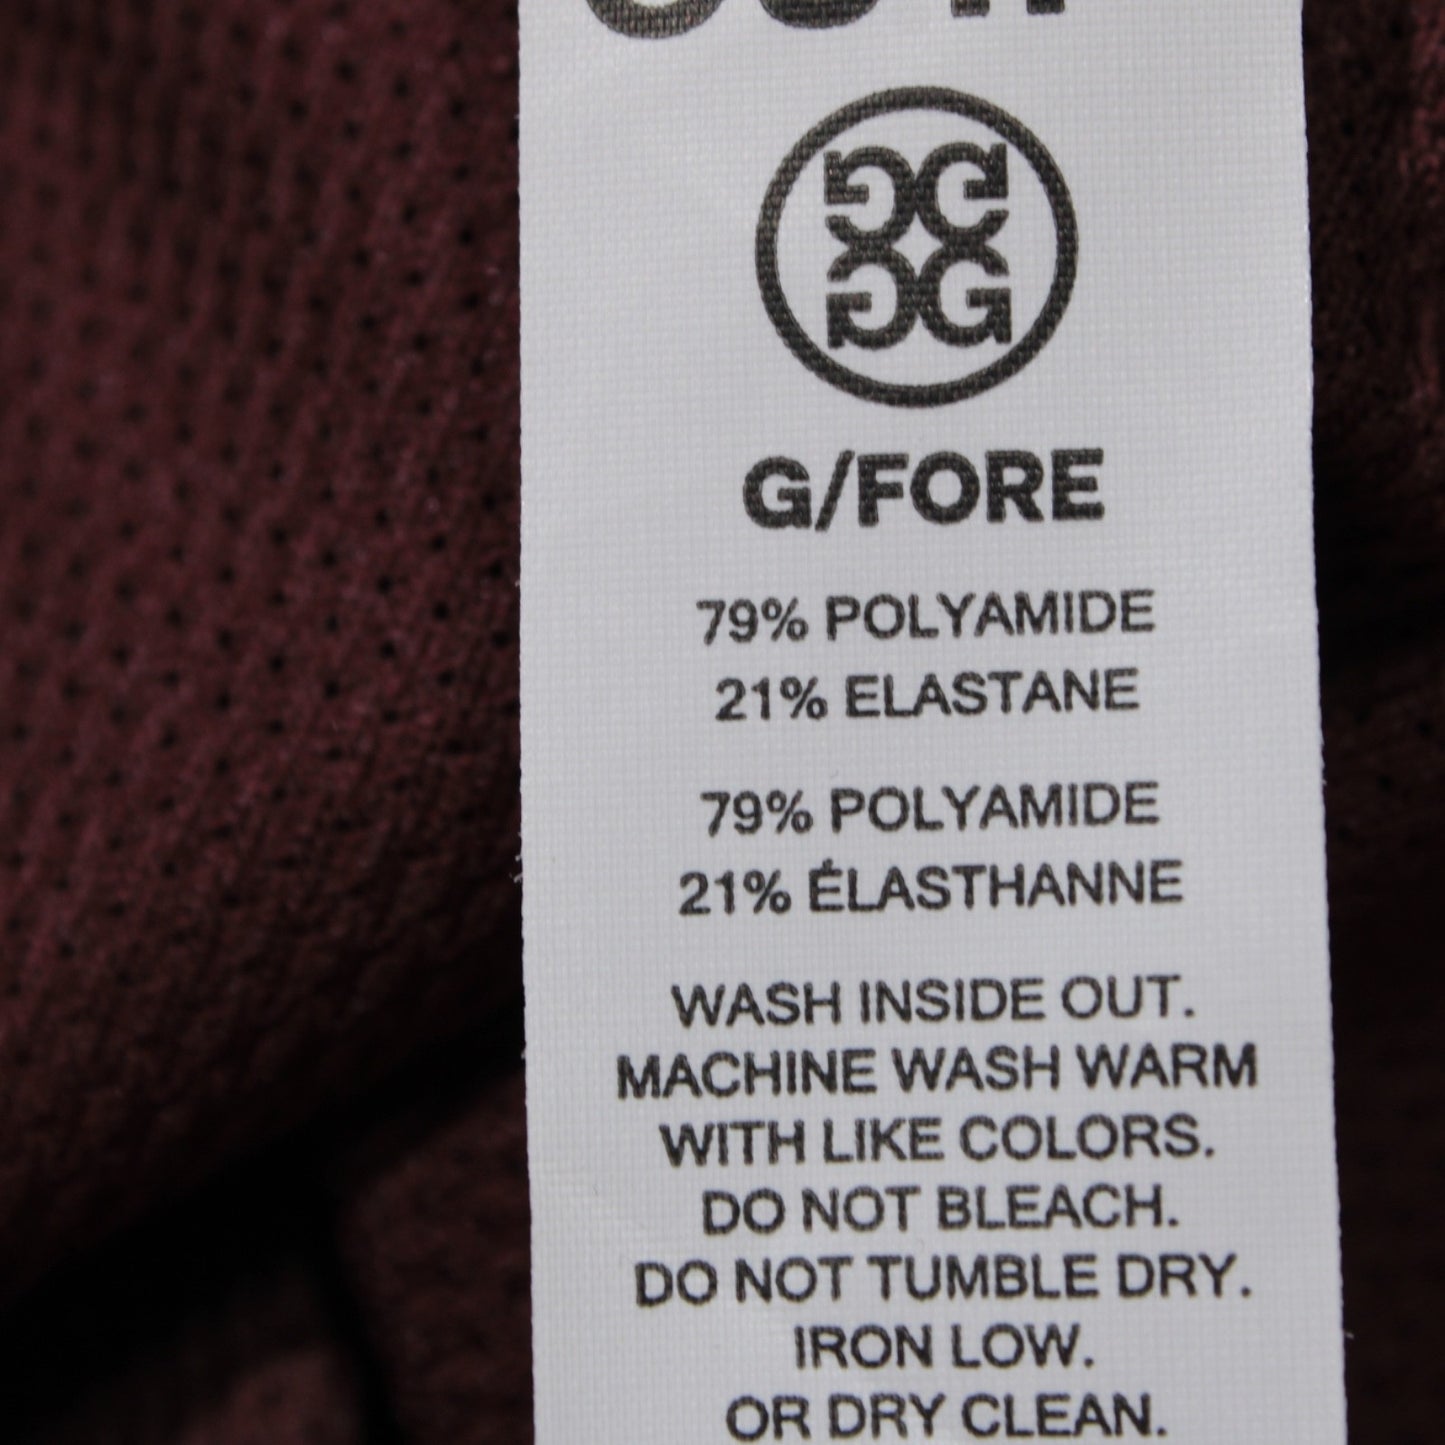 G/FORE
79% POLYAMIDE
21% ELASTANE
79% POLYAMIDE
21% ÉLASTHANNE
WASH INSIDE OUT.
MACHINE WASH WARM
WITH LIKE COLORS.
DO NOT BLEACH.
DO NOT TUMBLE DRY.
IRON LOW.
OR DRY CLEAN.